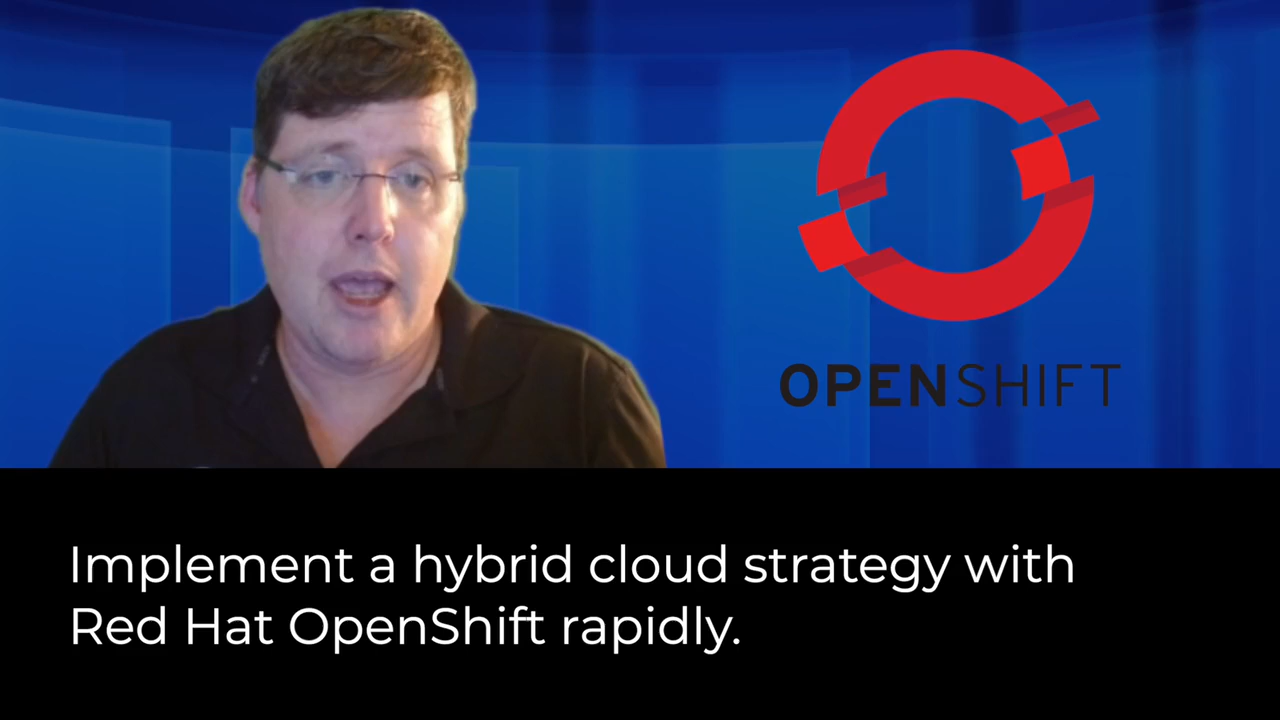 OPENSHIFT
Implement a hybrid cloud strategy with
Red Hat OpenShift rapidly.